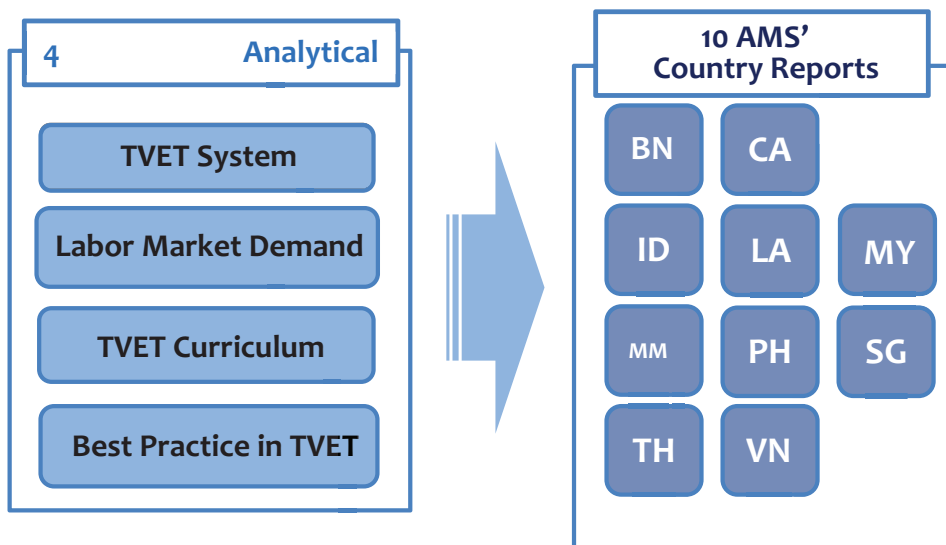 4 Analytical
TVET System
Labor Market Demand
TVET Curriculum
Best Practice in TVET
10 AMS’
Country Reports
BN CA
ID LA MY
MM PH SG
TH VN